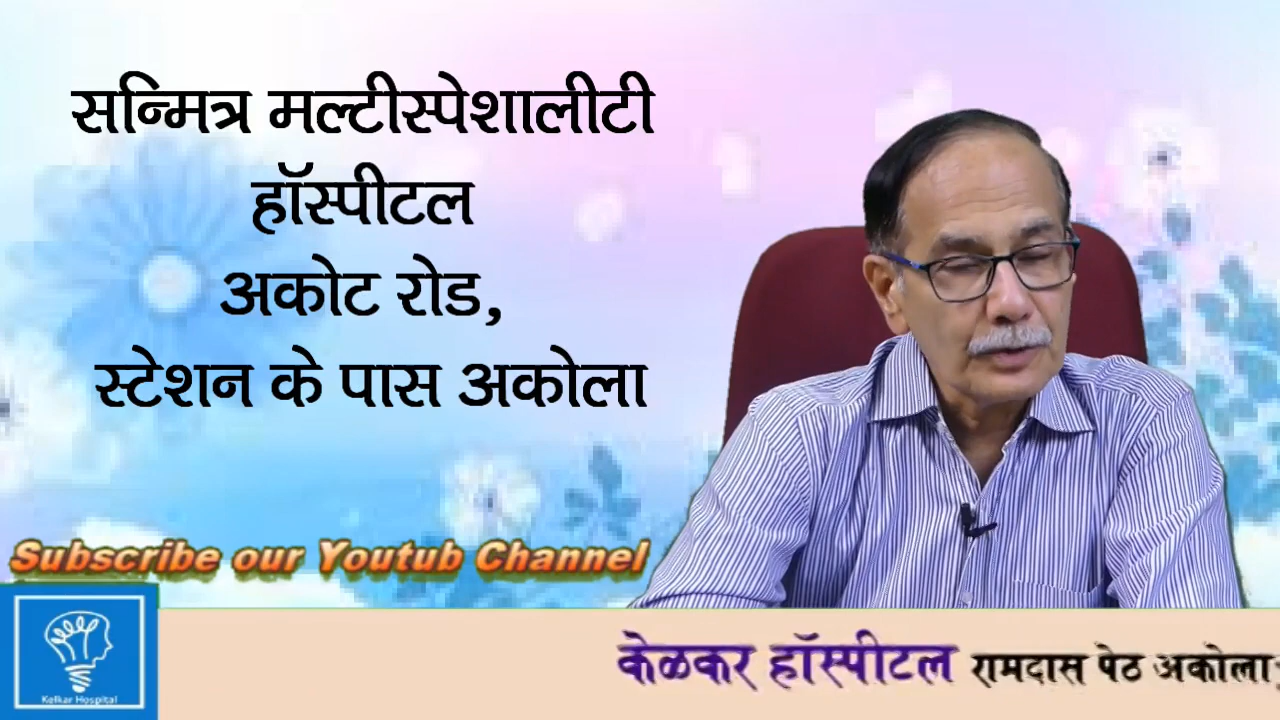 सन्मित्र मल्टीस्पेशालीटी
हॉस्पीटल
अकोट रोड,
स्टेशन के पास अकोला
Subscribe our Youtub Channel
Kelkar Hospital
केळकर हॉस्पीटल रामदास पेठ अकोला